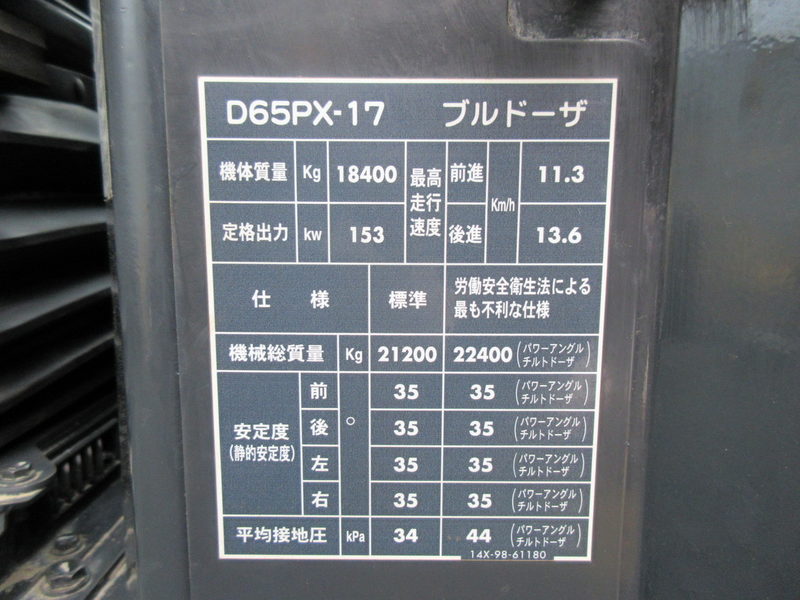 D65PX-17 ブルドーザ
機体質量 Kg 18400 最高走行速度 前進 Km/h 11.3
定格出力 kw 153 後進 13.6
仕様 標準 労働安全衛生法による
最も不利な仕様
機械総質量 Kg 21200 22400 (パワーアングル
チルトドーザ)
安定度
(静的安定度)
前 ° 35 35 (パワーアングル
チルトドーザ)
後 35 35 (パワーアングル
チルトドーザ)
左 35 35 (パワーアングル
チルトドーザ)
右 35 35 (パワーアングル
チルトドーザ)
平均接地圧 kPa 34 44 (パワーアングル
チルトドーザ)
14X-98-61180